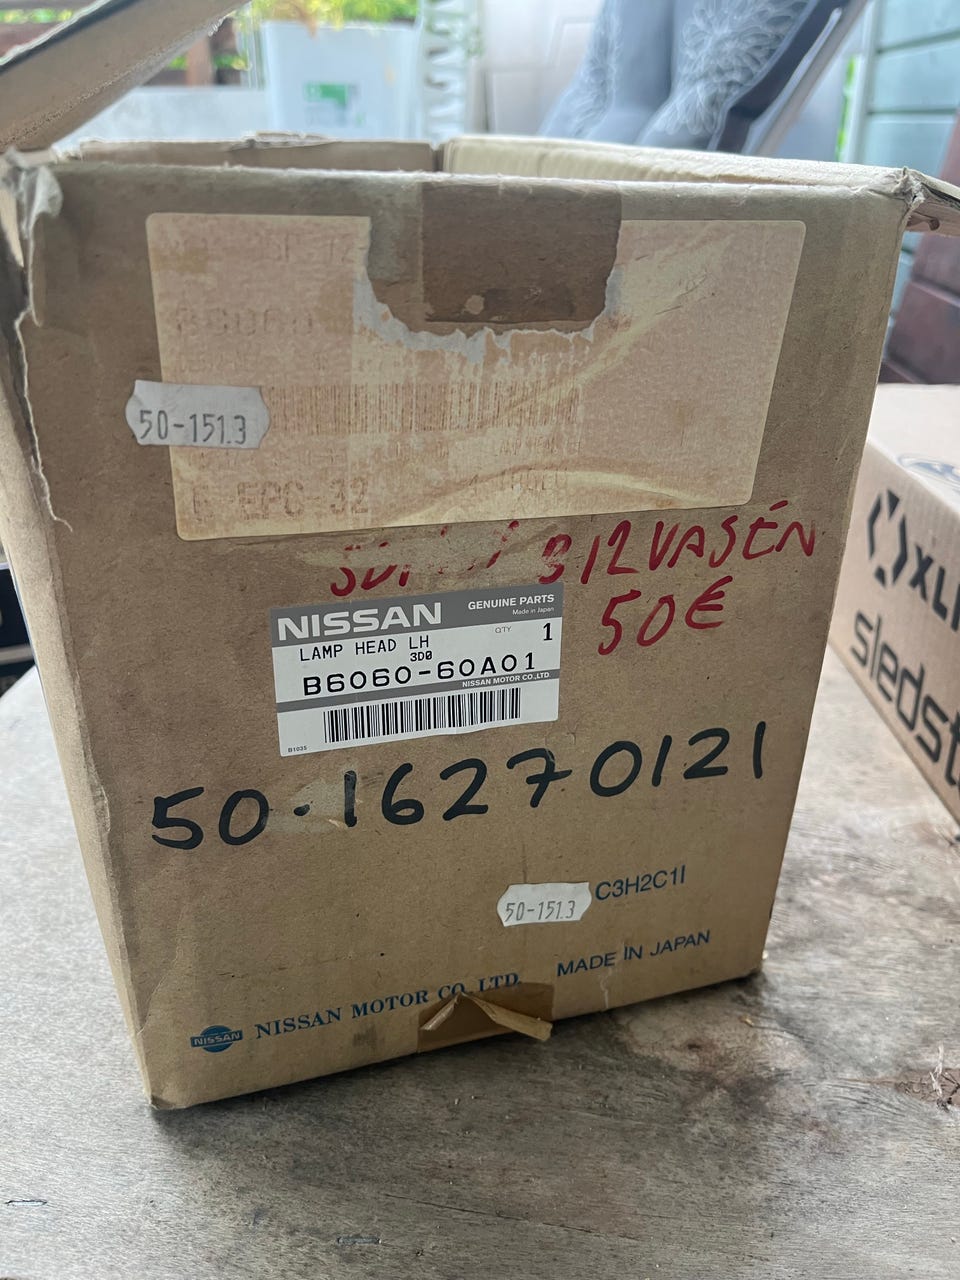 50-151.3
E EPC-32
B12 VASEN
50€
NISSAN
GENUINE PARTS
Made in Japan
LAMP HEAD LH
QTY 1
3D0
B6060-60A01
NISSAN MOTOR CO.,LTD.
B1035
50-16270121
50-151.3
C3H2C1I
NISSAN NISSAN MOTOR CO.,LTD. MADE IN JAPAN
XL
sledst